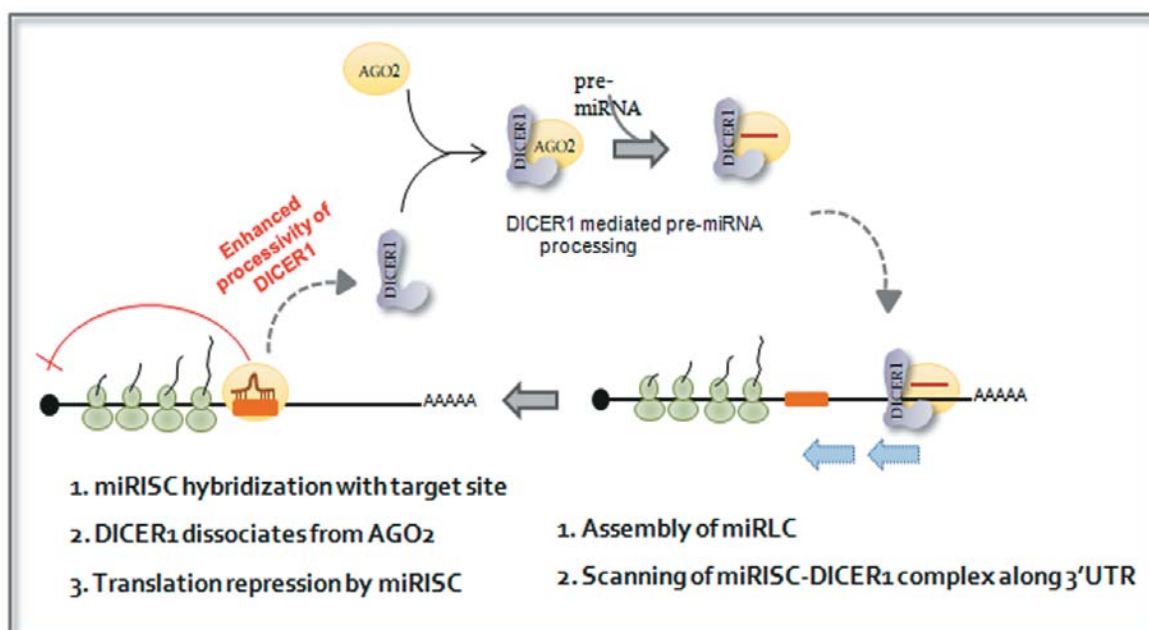 AGO2
pre-
miRNA
DICER1
AGO2
DICER1
DICER1 mediated pre-miRNA
processing
Enhanced
processivity of
DICER1
DICER1
AAAAA
DICER1
AAAAA
1. miRISC hybridization with target site
2. DICER1 dissociates from AGO2
3. Translation repression by miRISC
1. Assembly of miRLC
2. Scanning of miRISC-DICER1 complex along 3'UTR